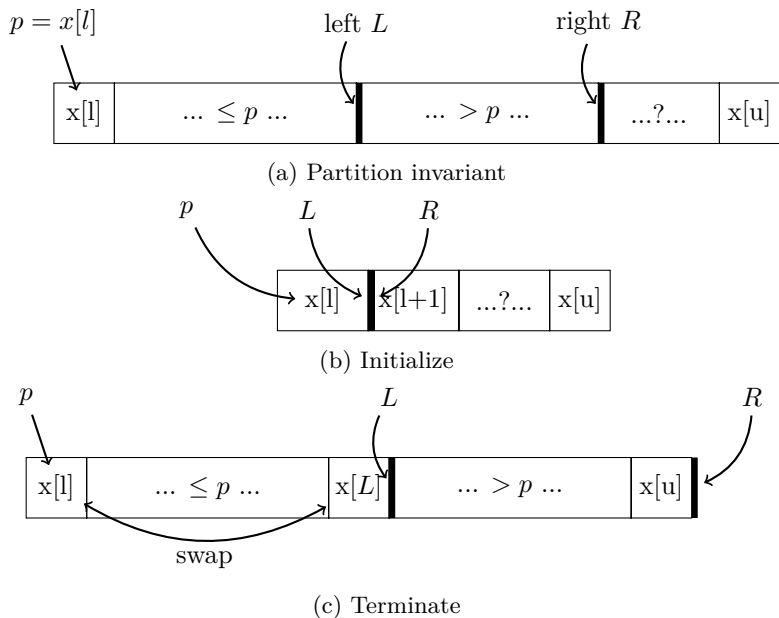 p = x[l]
left L
right R
x[l] ... ≤ p ... ... > p ... ...?... x[u]
(a) Partition invariant
p L R
x[l] x[l+1] ...?... x[u]
(b) Initialize
p L R
x[l] ... ≤ p ... x[L] ... > p ... x[u]
swap
(c) Terminate